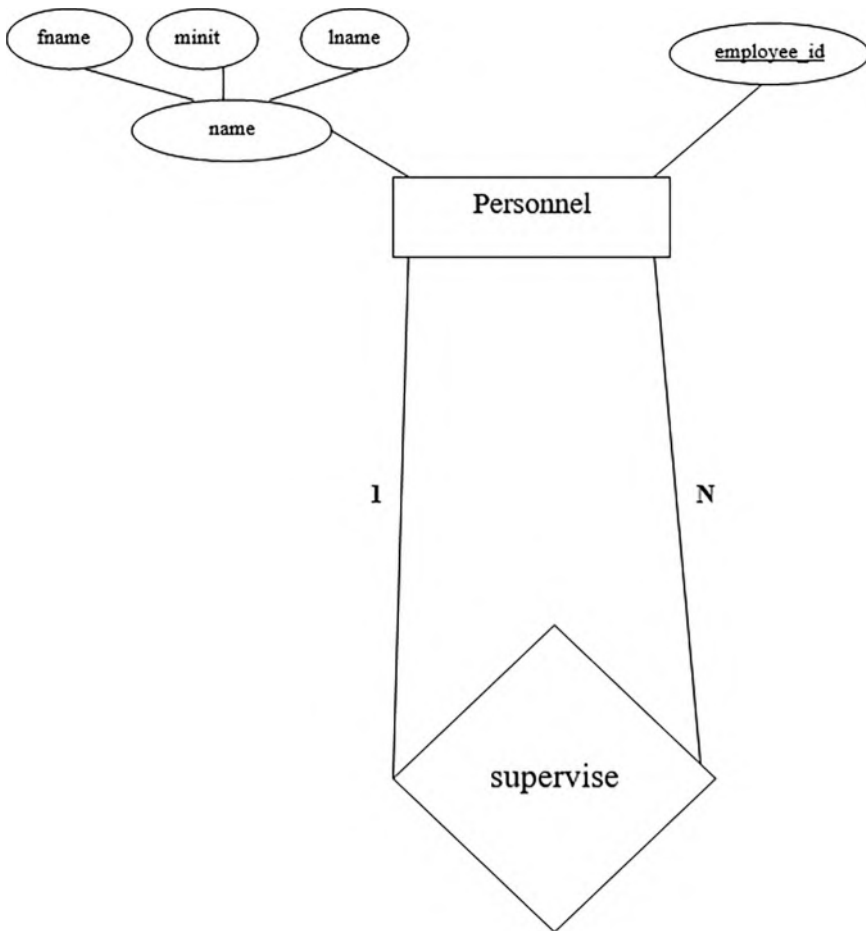 fname
minit
lname
employee_id
name
Personnel
1
N
supervise